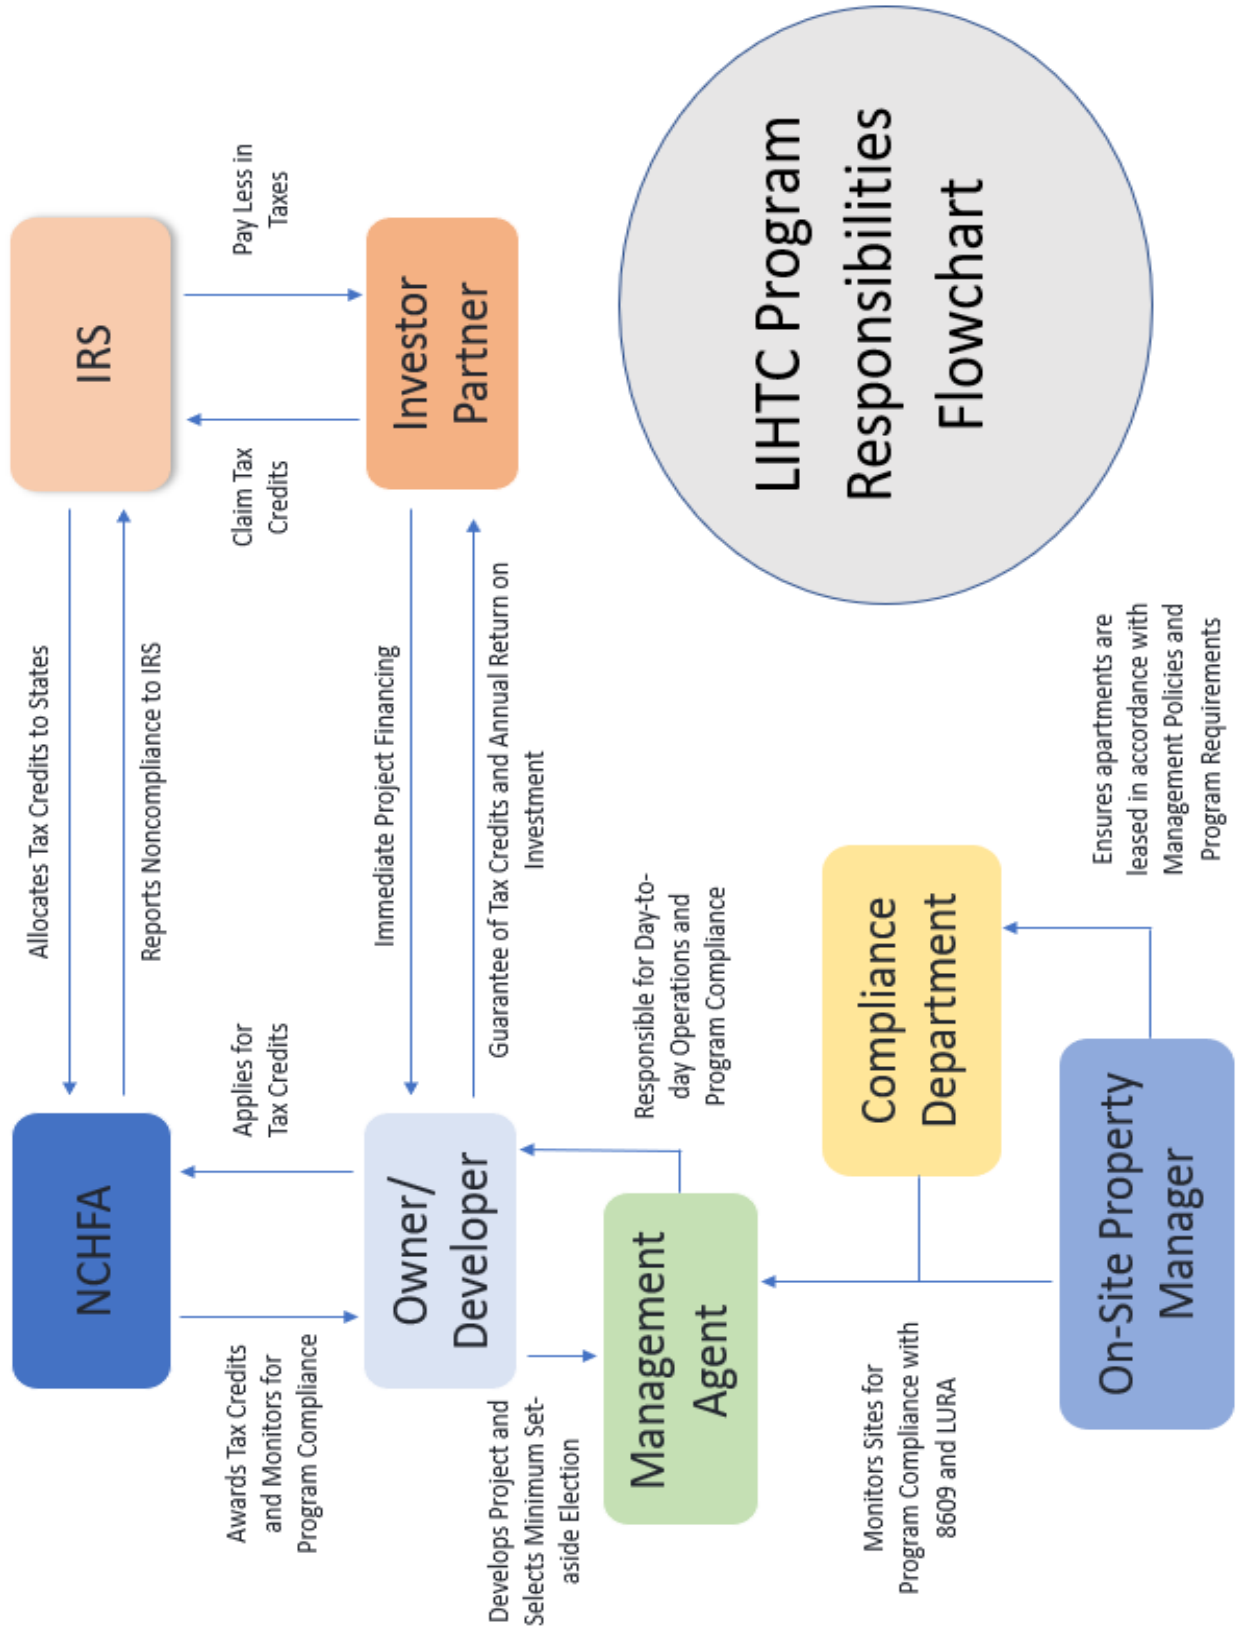 NCHFA
Allocates Tax Credits to States
Reports Noncompliance to IRS
IRS
Awards Tax Credits
and Monitors for
Program Compliance
Applies for
Tax Credits
Claim Tax
Credits
Pay Less in
Taxes
Owner/
Developer
Immediate Project Financing
Guarantee of Tax Credits and Annual Return on
Investment
Investor
Partner
Develops Project and
Selects Minimum Set-
aside Election
Management
Agent
Responsible for Day-to-
day Operations and
Program Compliance
LIHTC Program
Responsibilities
Flowchart
Monitors Sites for
Program Compliance with
8609 and LURA
Compliance
Department
On-Site Property
Manager
Ensures apartments are
leased in accordance with
Management Policies and
Program Requirements